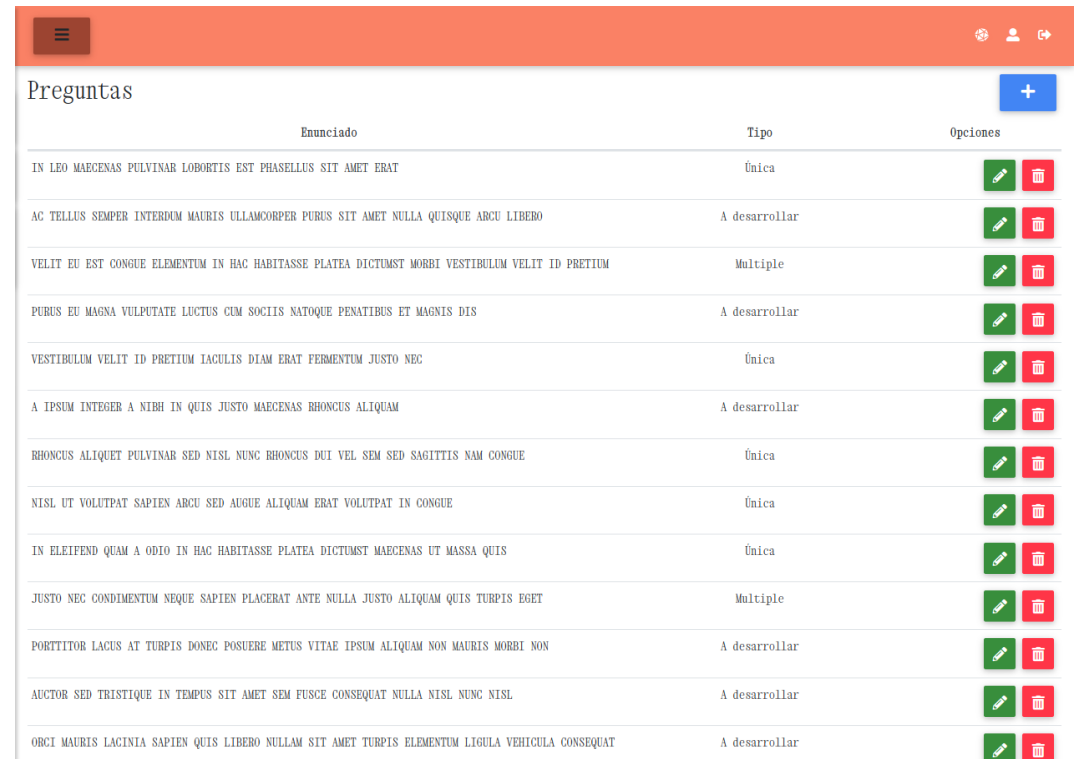 Preguntas
Enunciado Tipo Opciones
IN LEO MAECENAS PULVINAR LOBORTIS EST PHASELLUS SIT AMET ERAT Única
AC TELLUS SEMPER INTERDUM MAURIS ULLAMCORPER PURUS SIT AMET NULLA QUISQUE ARCU LIBERO A desarrollar
VELIT EU EST CONGUE ELEMENTUM IN HAC HABITASSE PLATEA DICTUMST MORBI VESTIBULUM VELIT ID PRETIUM Multiple
PURUS EU MAGNA VULPUTATE LUCTUS CUM SOCIIS NATOQUE PENATIBUS ET MAGNIS DIS A desarrollar
VESTIBULUM VELIT ID PRETIUM IACULIS DIAM ERAT FERMENTUM JUSTO NEC Única
A IPSUM INTEGER A NIBH IN QUIS JUSTO MAECENAS RHONCUS ALIQUAM A desarrollar
RHONCUS ALIQUET PULVINAR SED NISL NUNC RHONCUS DUI VEL SEM SED SAGITTIS NAM CONGUE Única
NISL UT VOLUTPAT SAPIEN ARCU SED AUGUE ALIQUAM ERAT VOLUTPAT IN CONGUE Única
IN ELEIFEND QUAM A ODIO IN HAC HABITASSE PLATEA DICTUMST MAECENAS UT MASSA QUIS Única
JUSTO NEC CONDIMENTUM NEQUE SAPIEN PLACERAT ANTE NULLA JUSTO ALIQUAM QUIS TURPIS EGET Multiple
PORTTITOR LACUS AT TURPIS DONEC POSUERE METUS VITAE IPSUM ALIQUAM NON MAURIS MORBI NON A desarrollar
AUCTOR SED TRISTIQUE IN TEMPUS SIT AMET SEM FUSCE CONSEQUAT NULLA NISL NUNC NISL A desarrollar
ORCI MAURIS LACINIA SAPIEN QUIS LIBERO NULLAM SIT AMET TURPIS ELEMENTUM LIGULA VEHICULA CONSEQUAT A desarrollar